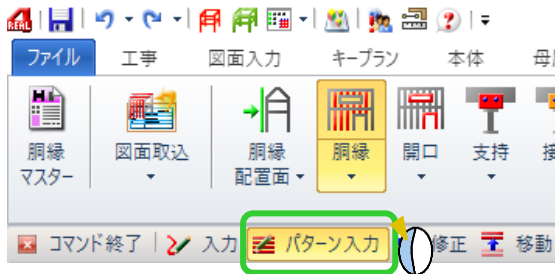 REAL
ファイル 工事 図面入力 キープラン 本体
胴縁マスター 図面取込 胴縁配置面 胴縁 開口 支持
コマンド終了 入力 パターン入力 修正 移動